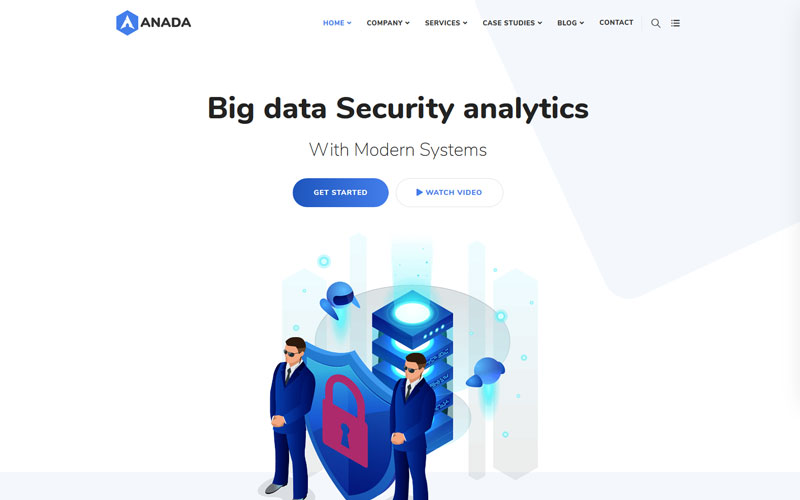 ANADA
HOME COMPANY SERVICES CASE STUDIES BLOG CONTACT
Big data Security analytics
With Modern Systems
GET STARTED WATCH VIDEO